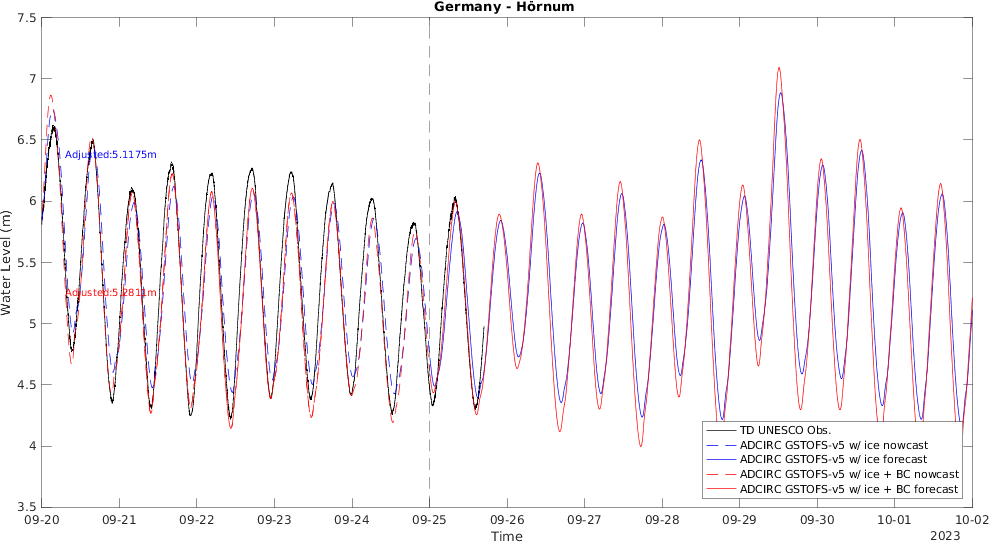 Germany - Hörnum
7.5
7
6.5
6
5.5
5
4.5
4
3.5
Water Level (m)
Adjusted:5.1175m
Adjusted:5.2811m
TD UNESCO Obs.
ADCIRC GSTOFS-v5 w/ ice nowcast
ADCIRC GSTOFS-v5 w/ ice forecast
ADCIRC GSTOFS-v5 w/ ice + BC nowcast
ADCIRC GSTOFS-v5 w/ ice + BC forecast
09-20 09-21 09-22 09-23 09-24 09-25 09-26 09-27 09-28 09-29 09-30 10-01 10-02
Time
2023